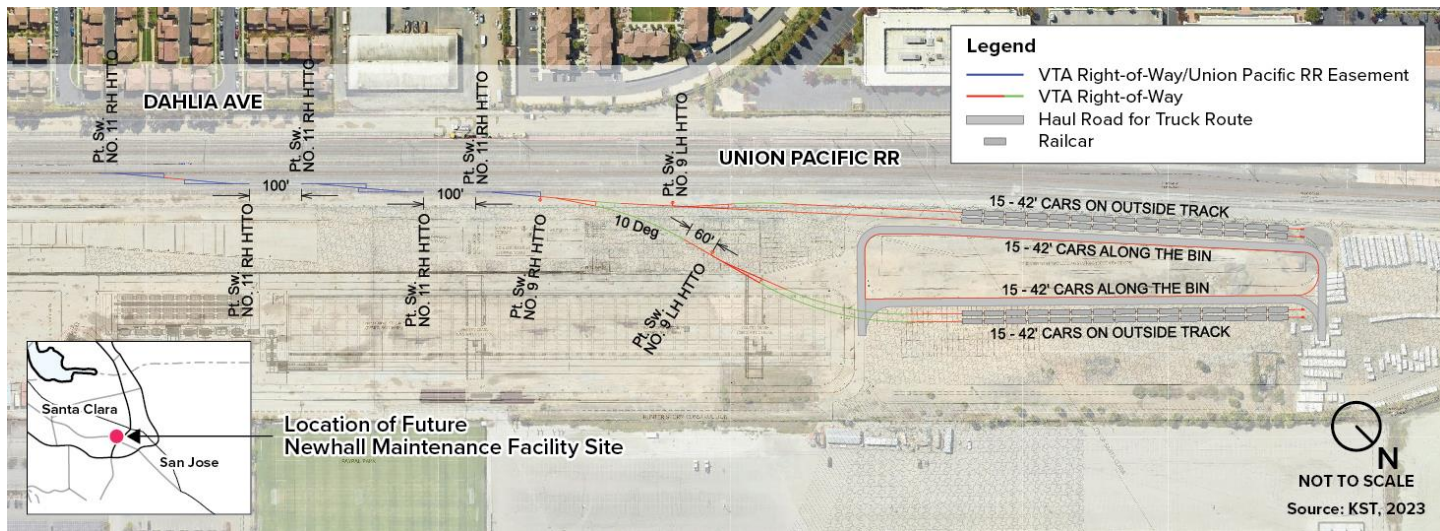 Legend
VTA Right-of-Way/Union Pacific RR Easement
VTA Right-of-Way
Haul Road for Truck Route
Railcar
DAHLIA AVE
Pt. Sw.
NO. 11 RH HTTO
Pt. Sw.
NO. 11 RH HTTO
Pt. Sw.
NO. 11 RH HTTO
Pt. Sw.
NO. 9 LH HTTO
UNION PACIFIC RR
100'
100'
10 Deg
60'
Pt. Sw.
NO. 11 RH HTTO
Pt. Sw.
NO. 11 RH HTTO
Pt. Sw.
NO. 9 RH HTTO
Pt. Sw.
NO. 9 LH HTTO
15 - 42' CARS ON OUTSIDE TRACK
15 - 42' CARS ALONG THE BIN
15 - 42' CARS ALONG THE BIN
15 - 42' CARS ON OUTSIDE TRACK
Santa Clara
San Jose
Location of Future
Newhall Maintenance Facility Site
N
NOT TO SCALE
Source: KST, 2023